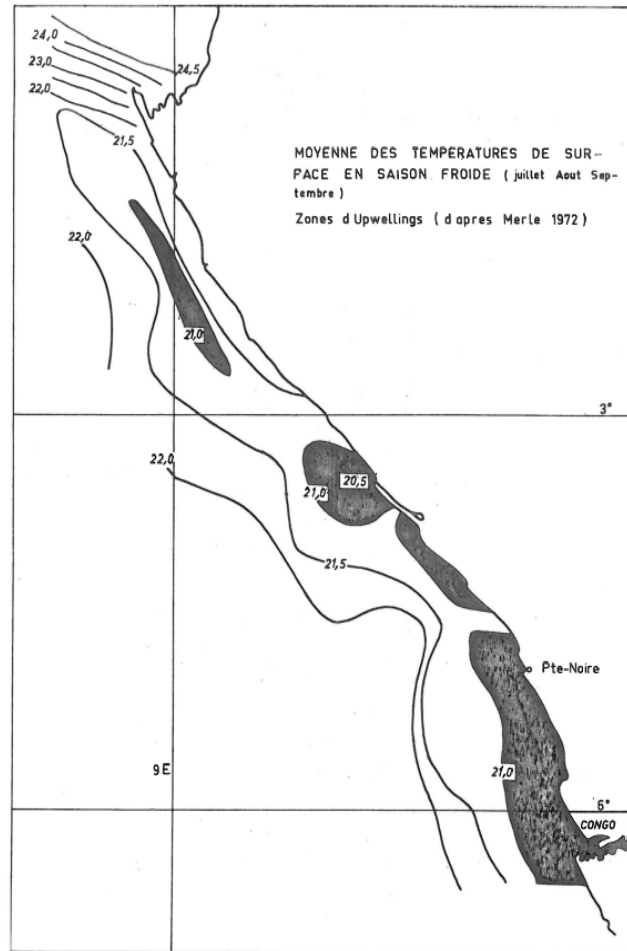 24,0
24,5
23,0
22,0
21,5
MOYENNE DES TEMPERATURES DE SUR-
FACE EN SAISON FROIDE ( juillet Aout Sep-
tembre )
Zones d Upwellings ( d apres Merle 1972 )
22,0
21,0
3°
22,0
21,0
20,5
21,5
Pte-Noire
9E
21,0
6°
CONGO